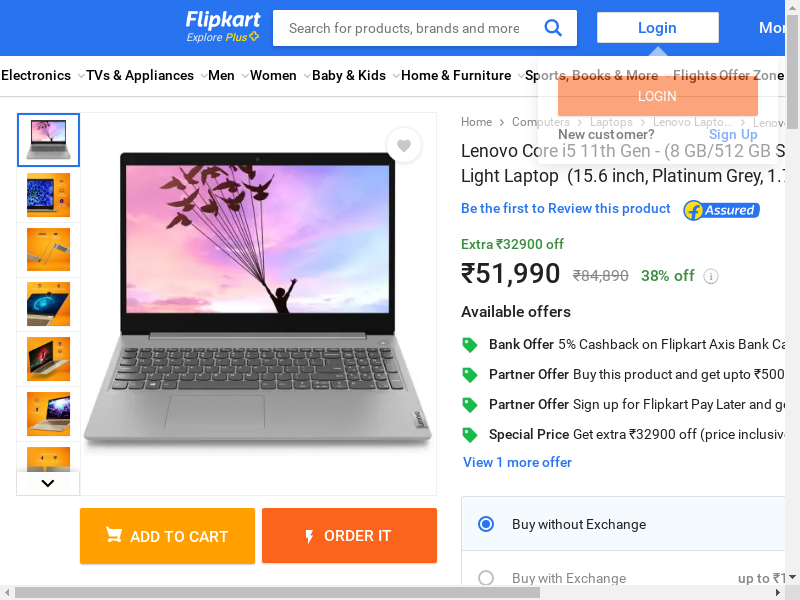 Flipkart
Explore Plus
Search for products, brands and more
Login
Electronics TVs & Appliances Men Women Baby & Kids Home & Furniture Sports, Books & More Flights Offer Zone
LOGIN
New customer? Sign Up
Home Computers Laptops Lenovo Lapto...
Lenovo Core i5 11th Gen - (8 GB/512 GB
Light Laptop (15.6 inch, Platinum Grey, 1.7
Be the first to Review this product
Assured
Extra ₹32900 off
₹51,990 ₹84,890 38% off i
Available offers
Bank Offer 5% Cashback on Flipkart Axis Bank
Partner Offer Buy this product and get upto ₹500
Partner Offer Sign up for Flipkart Pay Later and
Special Price Get extra ₹32900 off (price
View 1 more offer
Lenovo
ADD TO CART
ORDER IT
Buy without Exchange
Buy with Exchange up to